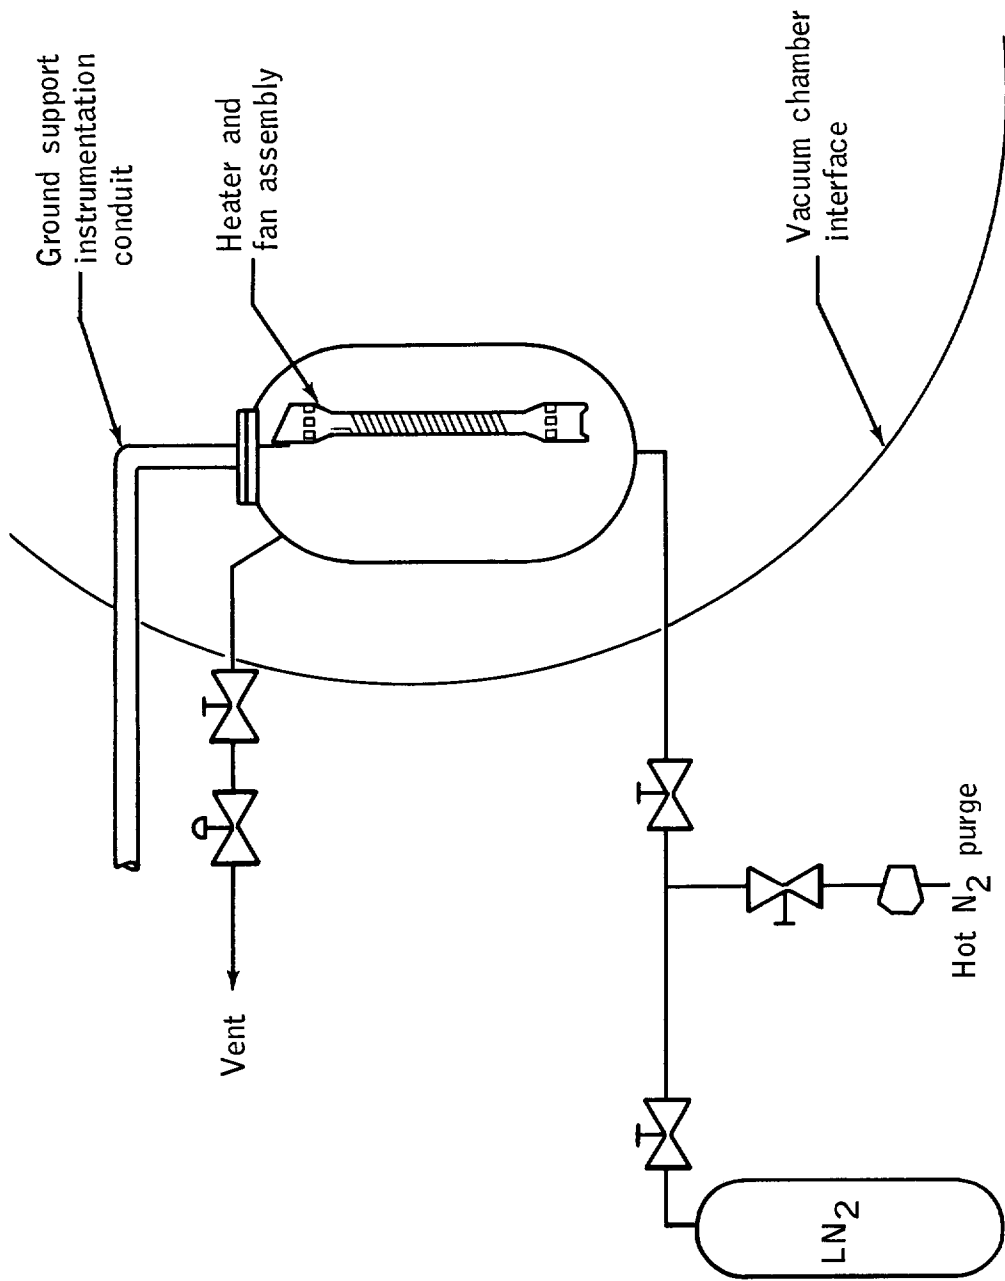 Ground support
instrumentation
conduit
Heater and
fan assembly
Vacuum chamber
interface
Vent
Hot N2 purge
LN2